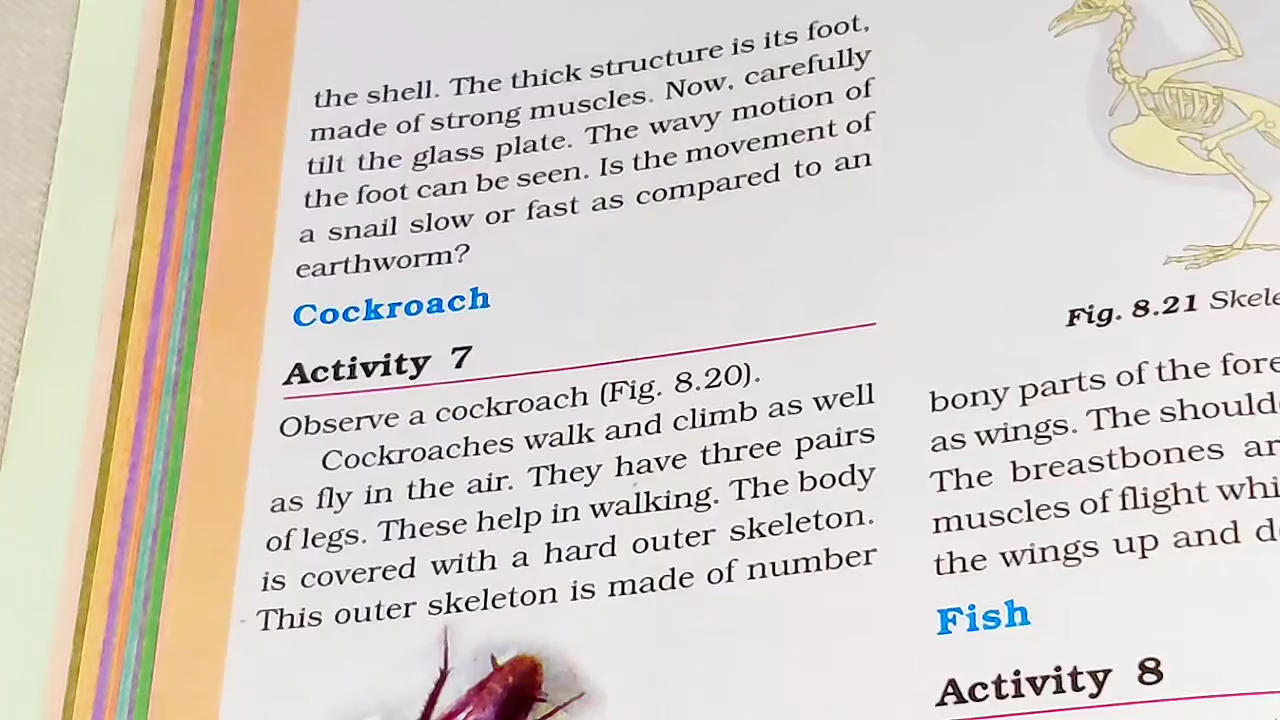 the shell. The thick structure is its foot,
made of strong muscles. Now, carefully
tilt the glass plate. The wavy motion of
the foot can be seen. Is the movement of
a snail slow or fast as compared to an
earthworm?
Cockroach
Activity 7
Observe a cockroach (Fig. 8.20).
Cockroaches walk and climb as well
as fly in the air. They have three pairs
of legs. These help in walking. The body
is covered with a hard outer skeleton.
This outer skeleton is made of number
Fig. 8.21
bony parts of the
as wings. The
The breastbones
muscles of flight
the wings up and
Fish
Activity 8